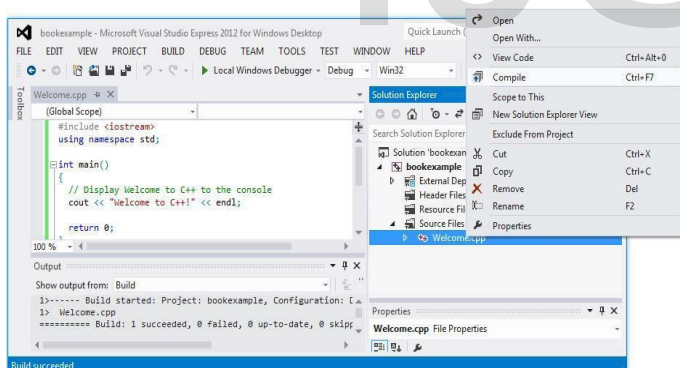 bookexample - Microsoft Visual Studio Express 2012 for Windows Desktop
Quick Launch (
FILE EDIT VIEW PROJECT BUILD DEBUG TEAM TOOLS TEST WINDOW HELP
Local Windows Debugger Debug Win32
Toolbox
Welcome.cpp
(Global Scope)
#include <iostream>
using namespace std;
int main()
{
// Display Welcome to C++ to the console
cout << "Welcome to C++!" << endl;
return 0;
100 %
Output
Show output from: Build
1>------ Build started: Project: bookexample, Configuration:
1> Welcome.cpp
========== Build: 1 succeeded, 0 failed, 0 up-to-date, 0 skipp
Build succeeded
Solution Explorer
Search Solution Explorer
Solution 'bookexan
bookexample
External Dep
Header Files
Resource Fil
Source Files
Welcome.cpp
Properties
Welcome.cpp File Properties
Open
Open With...
View Code Ctrl+Alt+0
Compile Ctrl+F7
Scope to This
New Solution Explorer View
Exclude From Project
Cut Ctrl+X
Copy Ctrl+C
Remove Del
Rename F2
Properties